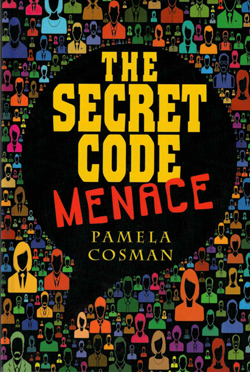 THE
SECRET
CODE
MENACE
PAMELA
COSMAN